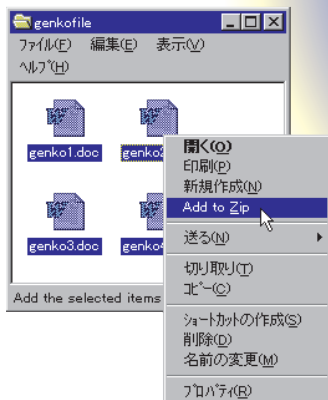 genkofile
ﾌｧｲﾙ(F) 編集(E) 表示(V)
ﾍﾙﾌﾟ(H)
genko1.doc
genko2
genko3.doc
genko4
Add the selected items
開く(O)
印刷(P)
新規作成(N)
Add to Zip
送る(N)
切り取り(T)
ｺﾋﾟｰ(C)
ｼｮｰﾄｶｯﾄの作成(S)
削除(D)
名前の変更(M)
ﾌﾟﾛﾊﾟﾃｨ(R)